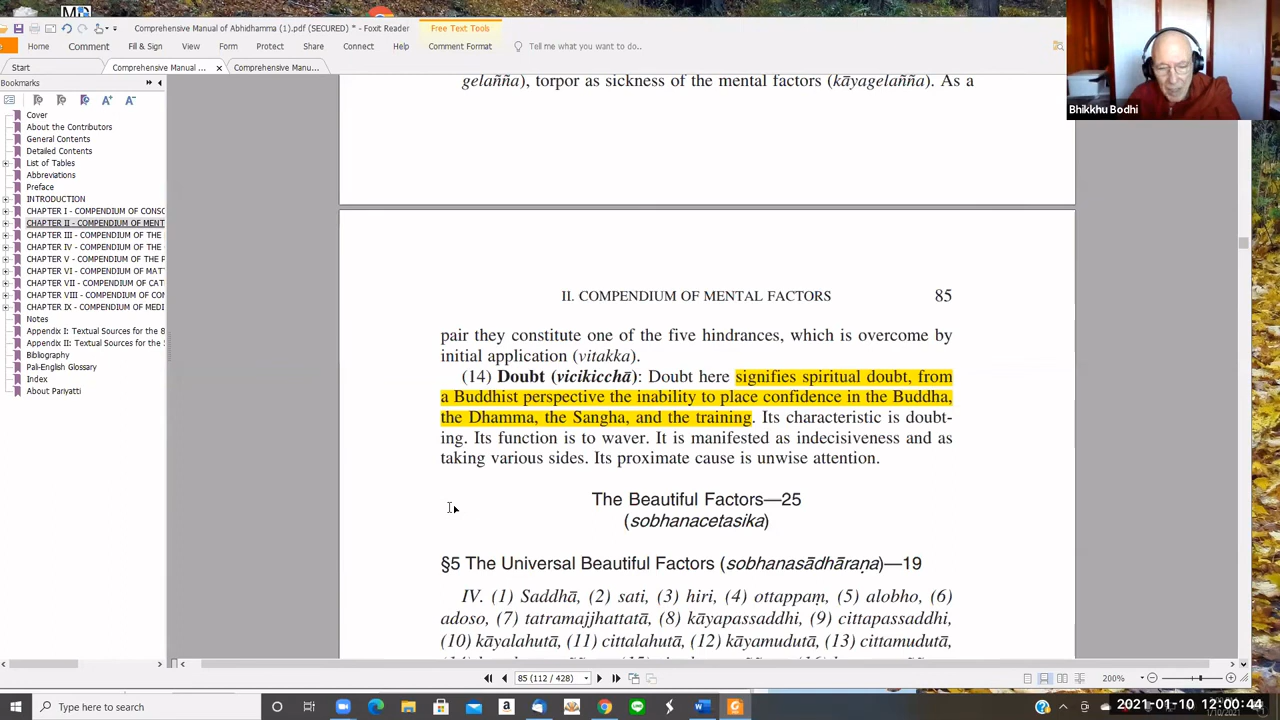 Comprehensive Manual of Abhidhamma (1).pdf (SECURED) * - Foxit Reader
Free Text Tools
Home Comment Fill & Sign View Form Protect Share Connect Help Comment Format Tell me what you want to do..
Start Comprehensive Manual ... × Comprehensive Manu...
Bookmarks
Cover
About the Contributors
General Contents
Detailed Contents
List of Tables
Abbreviations
Preface
INTRODUCTION
CHAPTER I - COMPENDIUM OF CONSC
CHAPTER II - COMPENDIUM OF MENT
CHAPTER III - COMPENDIUM OF THE
CHAPTER IV - COMPENDIUM OF THE
CHAPTER V - COMPENDIUM OF THE P
CHAPTER VI - COMPENDIUM OF MAT
CHAPTER VII - COMPENDIUM OF CAT
CHAPTER VIII - COMPENDIUM OF CON
CHAPTER IX - COMPENDIUM OF MEDI
Notes
Appendix I: Textual Sources for the 8
Appendix II: Textual Sources for the
Bibliography
Pali-English Glossary
Index
About Pariyatti
gelañña), torpor as sickness of the mental factors (kāyagelañña). As a
II. COMPENDIUM OF MENTAL FACTORS 85
pair they constitute one of the five hindrances, which is overcome by
initial application (vitakka).
(14) Doubt (vicikicchā): Doubt here signifies spiritual doubt, from
a Buddhist perspective the inability to place confidence in the Buddha,
the Dhamma, the Sangha, and the training. Its characteristic is doubt-
ing. Its function is to waver. It is manifested as indecisiveness and as
taking various sides. Its proximate cause is unwise attention.
The Beautiful Factors—25
(sobhanacetasika)
§5 The Universal Beautiful Factors (sobhanasādhāraṇa)—19
IV. (1) Saddhā, (2) sati, (3) hiri, (4) ottappaṃ, (5) alobho, (6)
adoso, (7) tatramajjhattatā, (8) kāyapassaddhi, (9) cittapassaddhi,
(10) kāyalahutā, (11) cittalahutā, (12) kāyamudutā, (13) cittamudutā,
Bhikkhu Bodhi
85 (112 / 428)
200%
Type here to search
2021-01-10 12:00:44